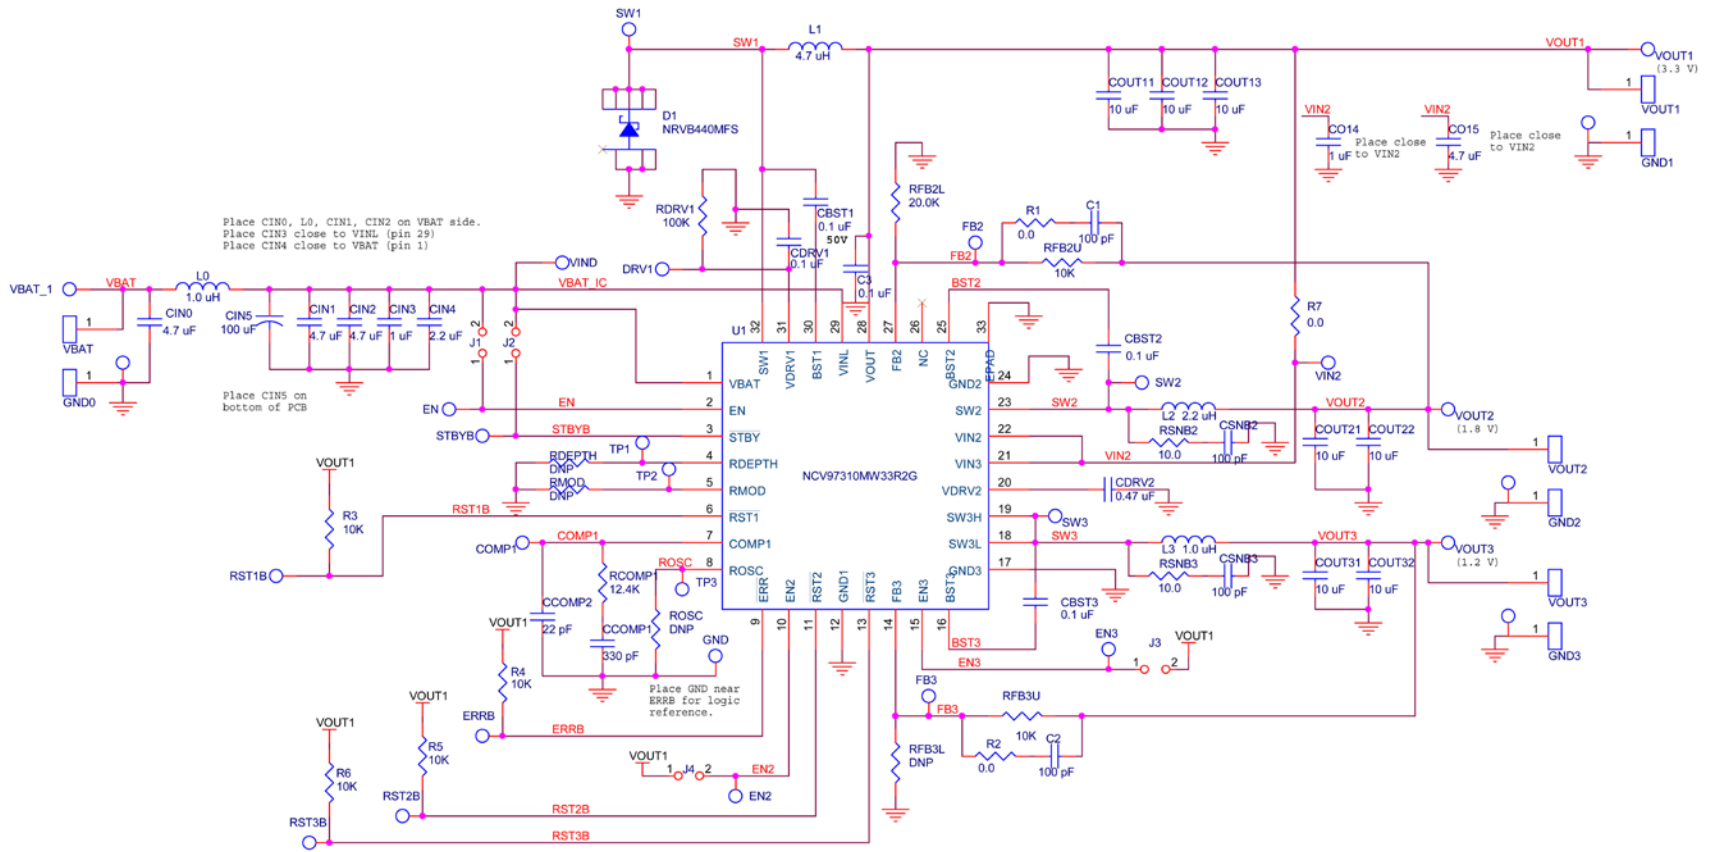 SW1
SW1
L1
4.7 uH
VOUT1
VOUT1
(3.3 V)
1
VOUT1
1
GND1
COUT11
10 uF
COUT12
10 uF
COUT13
10 uF
VIN2
CO14
1 uF
Place close
to VIN2
VIN2
CO15
4.7 uF
Place close
to VIN2
D1
NRVB440MFS
RDRV1
100K
CBST1
0.1 uF
50V
CDRV1
0.1 uF
C3
0.1 uF
DRV1
RFB2L
20.0K
FB2
FB2
R1
0.0
C1
100 pF
RFB2U
10K
BST2
R7
0.0
VIN2
Place CIN0, L0, CIN1, CIN2 on VBAT side.
Place CIN3 close to VINL (pin 29)
Place CIN4 close to VBAT (pin 1)
VBAT_1
VBAT
L0
1.0 uH
VIND
VBAT_IC
1
VBAT
1
GND0
CIN0
4.7 uF
CIN5
100 uF
CIN1
4.7 uF
CIN2
4.7 uF
CIN3
1 uF
CIN4
2.2 uF
Place CIN5 on
bottom of PCB
2
J1
1
2
J2
1
EN
EN
STBYB
STBYB
RDEPTH
DNP
TP1
RMOD
DNP
TP2
U1
NCV97310MW33R2G
32
SW1
31
VDRV1
30
BST1
29
VINL
28
VOUT
27
FB2
26
NC
25
BST2
33
EPAD
1
VBAT
2
EN
3
STBY
4
RDEPTH
5
RMOD
6
RST1
7
COMP1
8
ROSC
9
ERR
10
EN2
11
RST2
12
GND1
13
RST3
14
FB3
15
EN3
16
BST3
17
GND3
18
SW3L
19
SW3H
20
VDRV2
21
VIN3
22
VIN2
23
SW2
24
GND2
CBST2
0.1 uF
SW2
SW2
L2 2.2 uH
RSNB2
10.0
CSNB2
100 pF
VOUT2
VOUT2
(1.8 V)
COUT21
10 uF
COUT22
10 uF
1
VOUT2
1
GND2
VIN2
CDRV2
0.47 uF
SW3
SW3
L3 1.0 uH
RSNB3
10.0
CSNB3
100 pF
VOUT3
VOUT3
(1.2 V)
COUT31
10 uF
COUT32
10 uF
1
VOUT3
1
GND3
CBST3
0.1 uF
BST3
EN3
EN3
1
J3
2
VOUT1
FB3
FB3
RFB3U
10K
R2
0.0
C2
100 pF
RFB3L
DNP
VOUT1
R3
10K
RST1B
RST1B
COMP1
COMP1
RCOMP1
12.4K
CCOMP2
22 pF
CCOMP1
330 pF
ROSC
TP3
ROSC
DNP
GND
Place GND near
ERRB for logic
reference.
VOUT1
R4
10K
ERRB
ERRB
VOUT1
R5
10K
RST2B
RST2B
VOUT1
R6
10K
RST3B
RST3B
VOUT1
1
J4
2
EN2
EN2